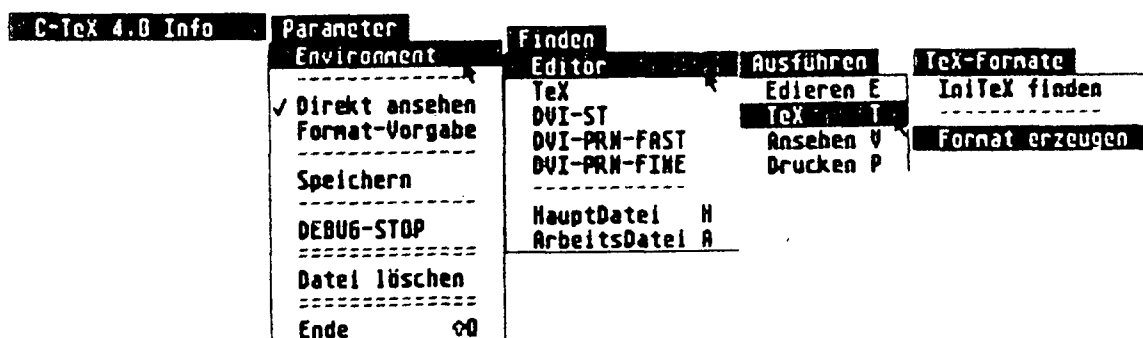 C-TeX 4.0 Info
Parameter
Environment
✓ Direkt ansehen
Format-Vorgabe
Speichern
DEBUG-STOP
Datei löschen
Ende ⇧Q
Finden
Editor
TeX
DVI-ST
DVI-PRN-FAST
DVI-PRN-FINE
HauptDatei H
ArbeitsDatei A
Ausführen
Edieren E
TeX T
Ansehen V
Drucken P
TeX-Formate
IniTeX finden
Format erzeugen